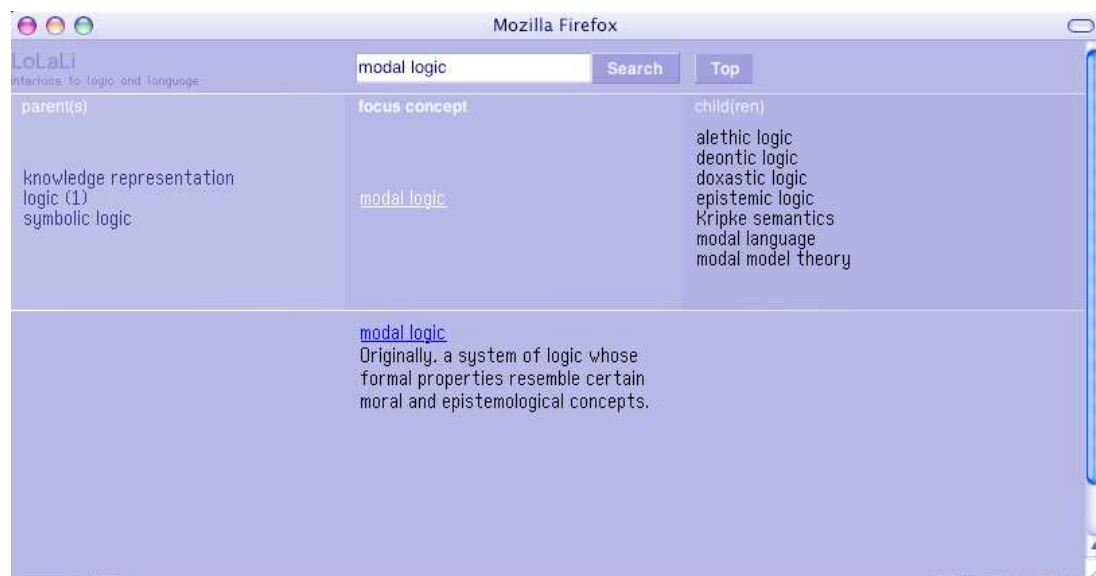 Mozilla Firefox
LoLaLi
interface to logic and language
modal logic
Search
Top
parent(s)
focus concept
child(ren)
knowledge representation
logic (1)
symbolic logic
modal logic
alethic logic
deontic logic
doxastic logic
epistemic logic
Kripke semantics
modal language
modal model theory
modal logic
Originally, a system of logic whose
formal properties resemble certain
moral and epistemological concepts.